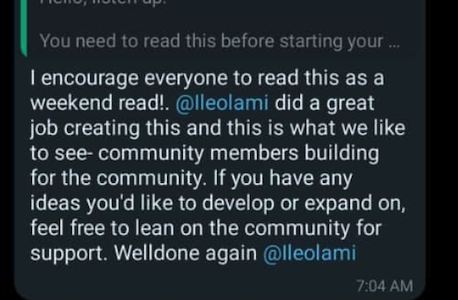 Hello, listen up!
You need to read this before starting your ...
I encourage everyone to read this as a
weekend read!. @Ileolami did a great
job creating this and this is what we like
to see- community members building
for the community. If you have any
ideas you'd like to develop or expand on,
feel free to lean on the community for
support. Welldone again @Ileolami
7:04 AM